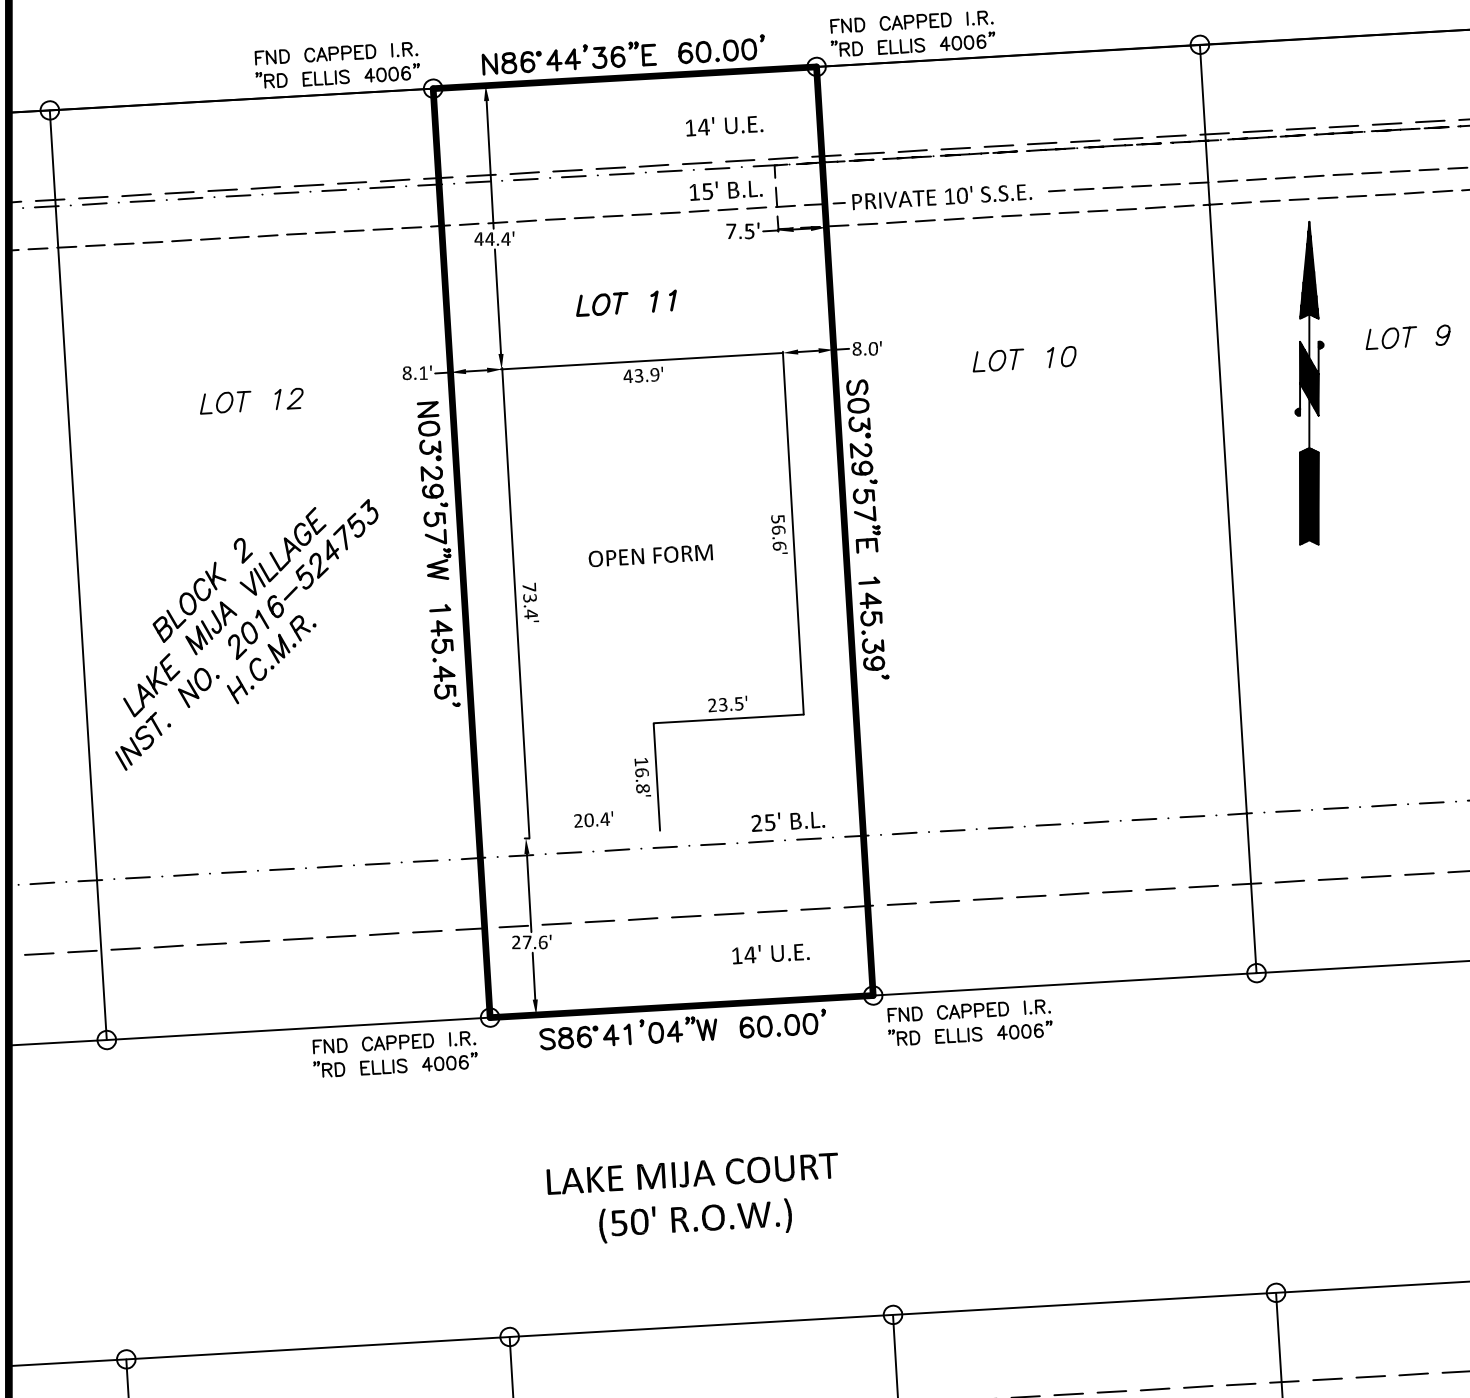 FND CAPPED I.R.
"RD ELLIS 4006"
N86°44'36"E 60.00'
FND CAPPED I.R.
"RD ELLIS 4006"
14' U.E.
15' B.L.
PRIVATE 10' S.S.E.
7.5'
44.4'
LOT 11
8.1'
43.9'
8.0'
LOT 12
LOT 10
LOT 9
N03°29'57"W 145.45'
S03°29'57"E 145.39'
BLOCK 2
LAKE MIJA VILLAGE
INST. NO. 2016-524753
H.C.M.R.
OPEN FORM
56.6'
73.4'
23.5'
16.8'
20.4'
25' B.L.
27.6'
14' U.E.
FND CAPPED I.R.
"RD ELLIS 4006"
S86°41'04"W 60.00'
FND CAPPED I.R.
"RD ELLIS 4006"
LAKE MIJA COURT
(50' R.O.W.)